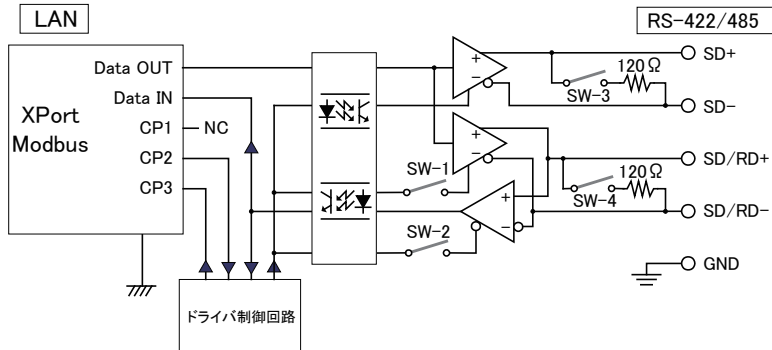 LAN
RS-422/485
XPort
Modbus
Data OUT
Data IN
CP1
NC
CP2
CP3
ドライバ制御回路
+
−
SW-3
120Ω
SD+
SD-
+
−
SW-1
+
−
SW-2
SW-4
120Ω
SD/RD+
SD/RD-
GND